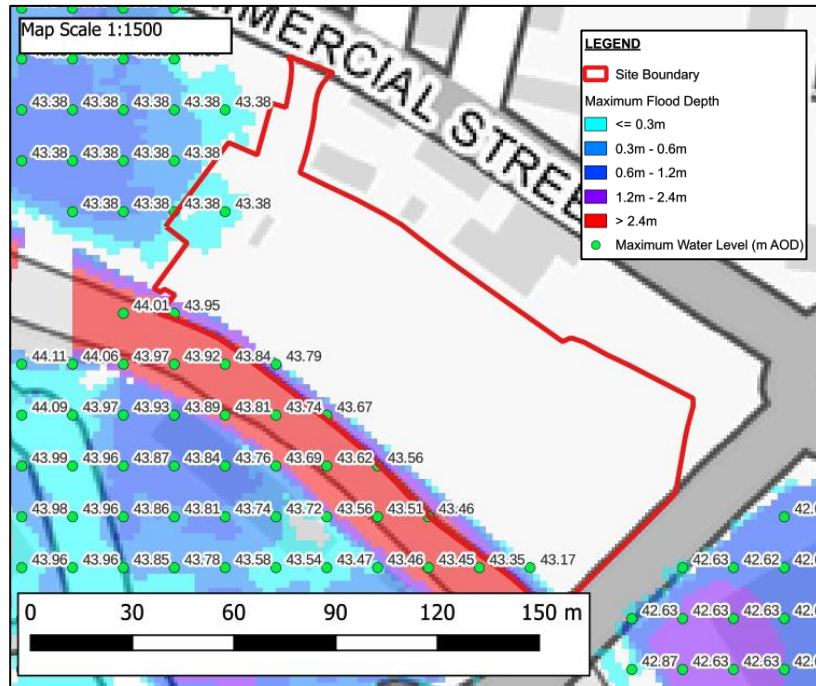 Map Scale 1:1500
MERCIAL STREE
LEGEND
Site Boundary
Maximum Flood Depth
<= 0.3m
0.3m - 0.6m
0.6m - 1.2m
1.2m - 2.4m
> 2.4m
Maximum Water Level (m AOD)
43.38 43.38 43.38 43.38 43.38
43.38 43.38 43.38 43.38
43.38 43.38 43.38 43.38
44.01 43.95
44.11 44.06 43.97 43.92 43.84 43.79
44.09 43.97 43.93 43.89 43.81 43.74 43.67
43.99 43.96 43.87 43.84 43.76 43.69 43.62 43.56
43.98 43.96 43.86 43.81 43.74 43.72 43.56 43.51 43.46
43.96 43.96 43.85 43.78 43.58 43.54 43.47 43.46 43.45 43.35 43.17 42.63 42.62
42.63 42.63 42.63
42.87 42.63 42.63
0 30 60 90 120 150 m